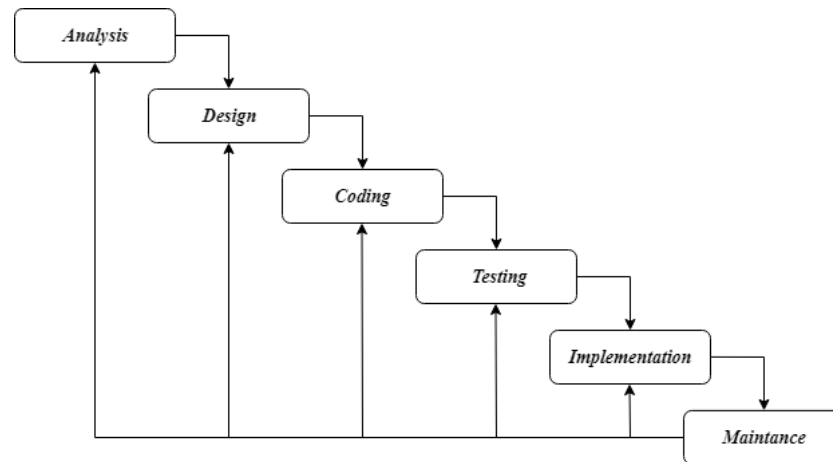 Analysis
Design
Coding
Testing
Implementation
Maintance